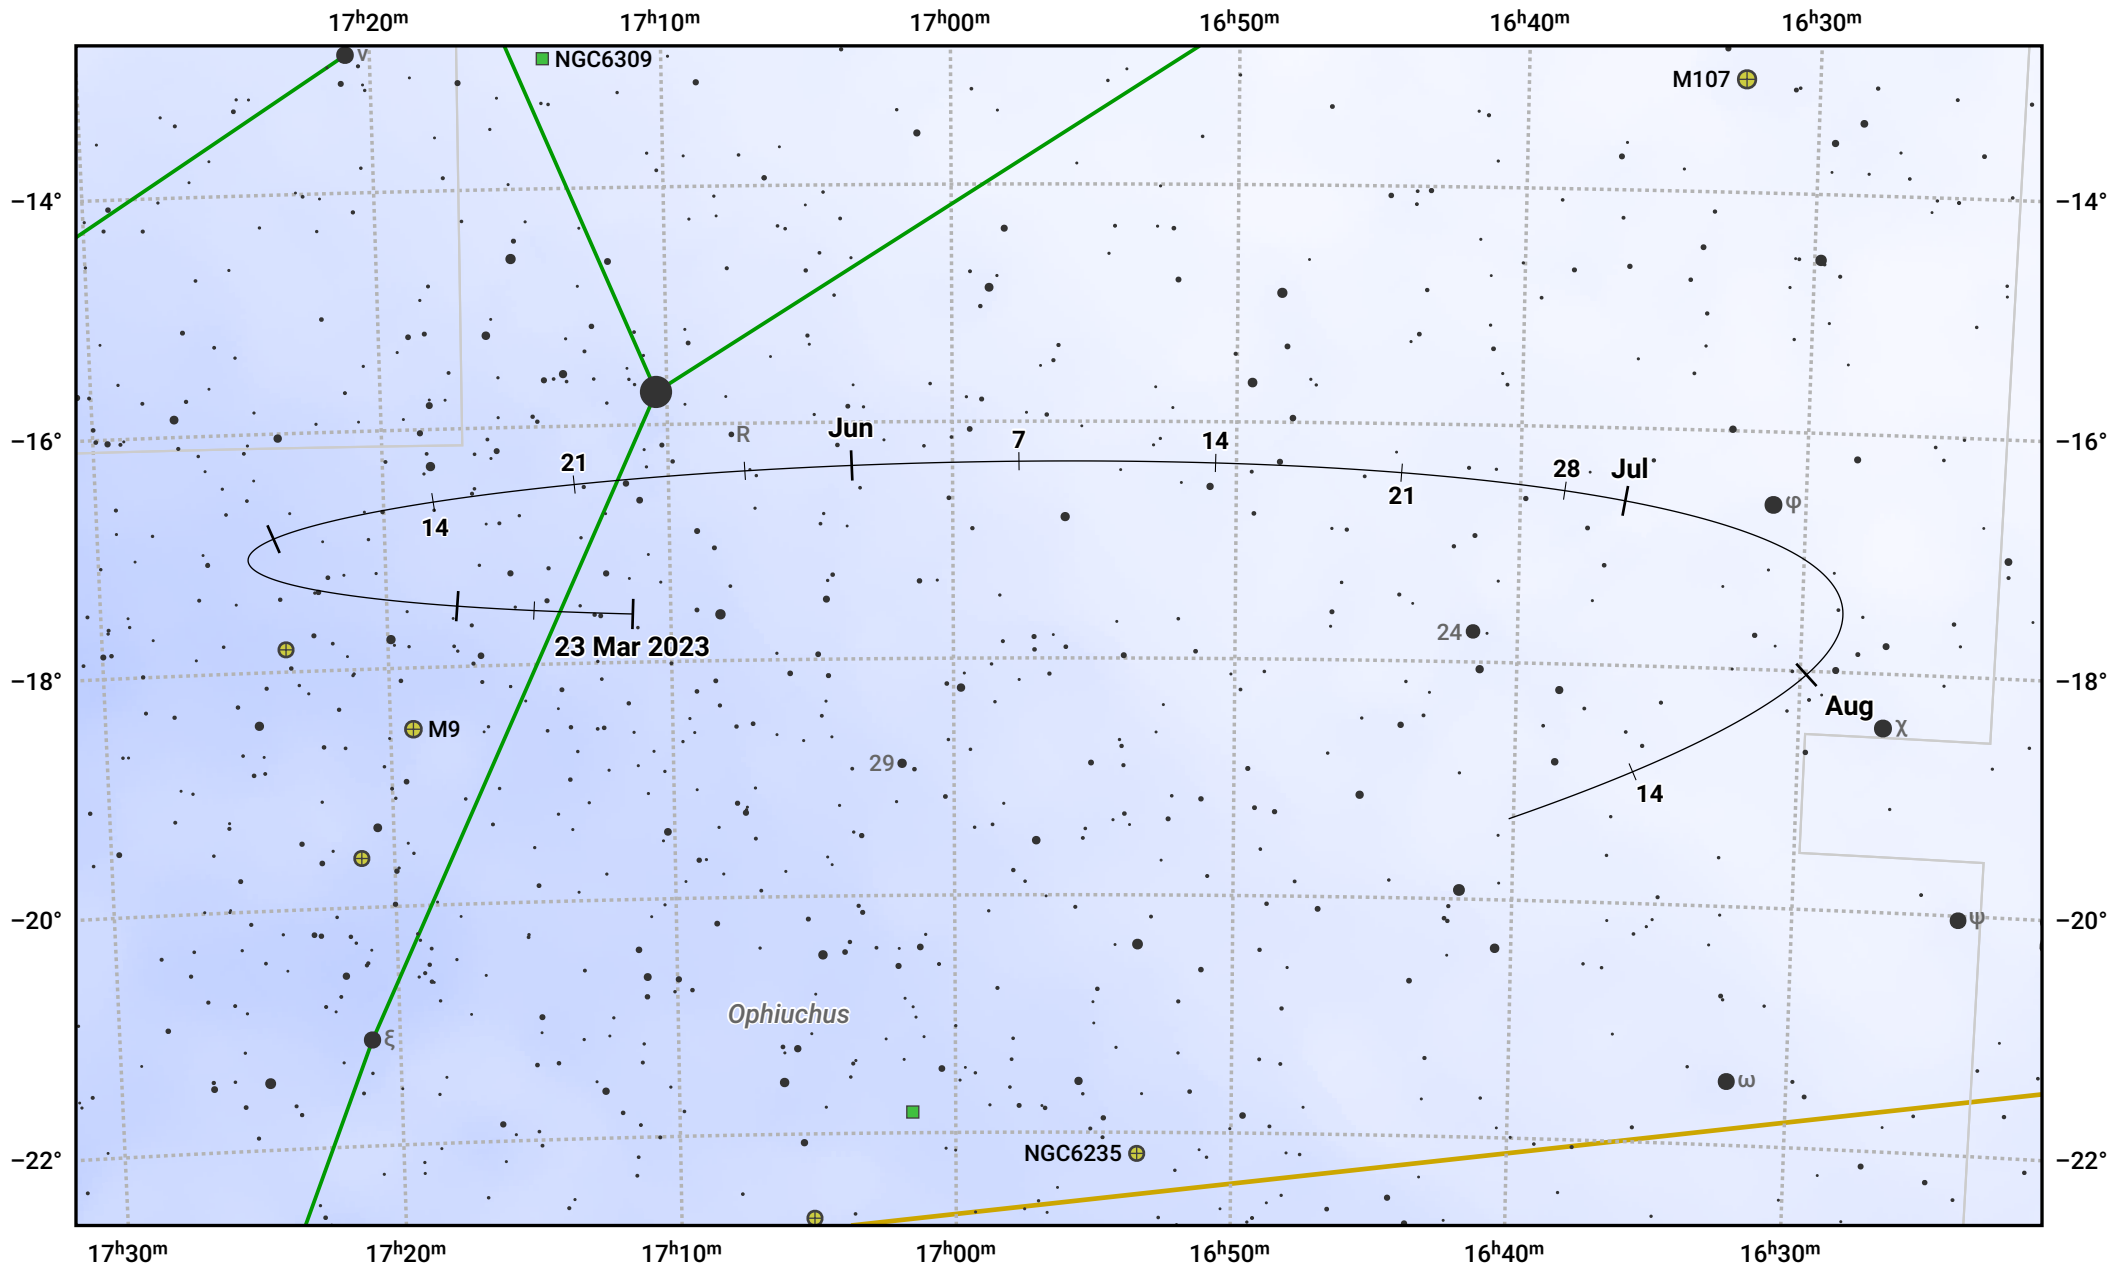 17ʰ20ᵐ 17ʰ10ᵐ 17ʰ00ᵐ 16ʰ50ᵐ 16ʰ40ᵐ 16ʰ30ᵐ
ν NGC6309 M107
−14° −14°
R Jun 7 14
−16° 21 28 Jul −16°
14 21 φ
23 Mar 2023 24
−18° −18°
M9 29 Aug χ
14
−20° ψ −20°
Ophiuchus
ξ ω
−22° NGC6235 −22°
17ʰ30ᵐ 17ʰ20ᵐ 17ʰ10ᵐ 17ʰ00ᵐ 16ʰ50ᵐ 16ʰ40ᵐ 16ʰ30ᵐ